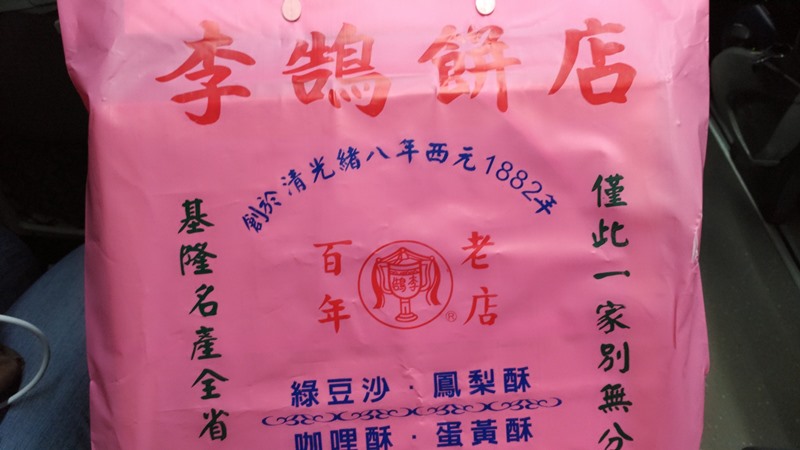 李鵠餅店
創於清光緒八年西元1882年
百年
老店
李鵠
基隆名產全省
僅此一家別無分
綠豆沙·鳳梨酥
咖哩酥·蛋黃酥